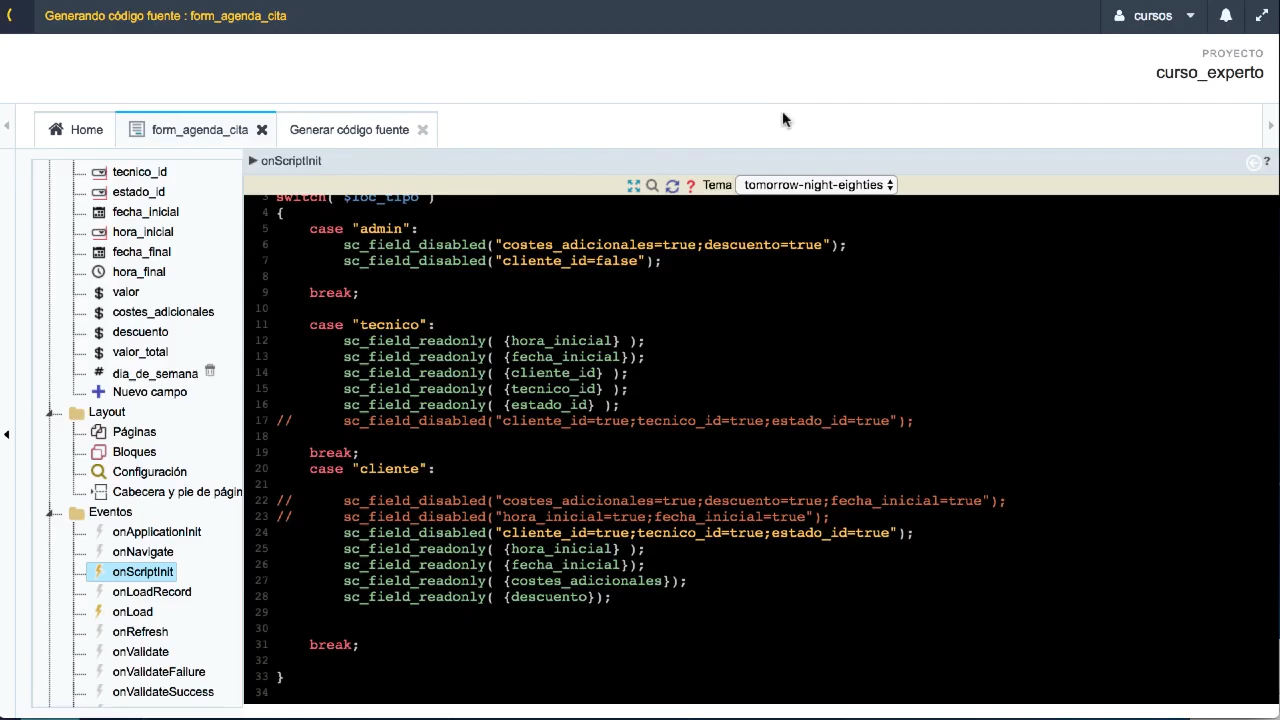 Generando código fuente : form_agenda_cita
cursos
PROYECTO
curso_experto
Home
form_agenda_cita
Generar código fuente
tecnico_id
estado_id
fecha_inicial
hora_inicial
fecha_final
hora_final
valor
costes_adicionales
descuento
valor_total
dia_de_semana
Nuevo campo
Layout
Páginas
Bloques
Configuración
Cabecera y pie de págin
Eventos
onApplicationInit
onNavigate
onScriptInit
onLoadRecord
onLoad
onRefresh
onValidate
onValidateFailure
onValidateSuccess
onScriptInit
?
? Tema tomorrow-night-eighties
3 switch( $loc_tipo )
4 {
5 case "admin":
6 sc_field_disabled("costes_adicionales=true;descuento=true");
7 sc_field_disabled("cliente_id=false");
8
9 break;
10
11 case "tecnico":
12 sc_field_readonly( {hora_inicial} );
13 sc_field_readonly( {fecha_inicial});
14 sc_field_readonly( {cliente_id} );
15 sc_field_readonly( {tecnico_id} );
16 sc_field_readonly( {estado_id} );
17 // sc_field_disabled("cliente_id=true;tecnico_id=true;estado_id=true");
18
19 break;
20 case "cliente":
21
22 // sc_field_disabled("costes_adicionales=true;descuento=true;fecha_inicial=true");
23 // sc_field_disabled("hora_inicial=true;fecha_inicial=true");
24 sc_field_disabled("cliente_id=true;tecnico_id=true;estado_id=true");
25 sc_field_readonly( {hora_inicial} );
26 sc_field_readonly( {fecha_inicial});
27 sc_field_readonly( {costes_adicionales});
28 sc_field_readonly( {descuento});
29
30
31 break;
32
33 }
34